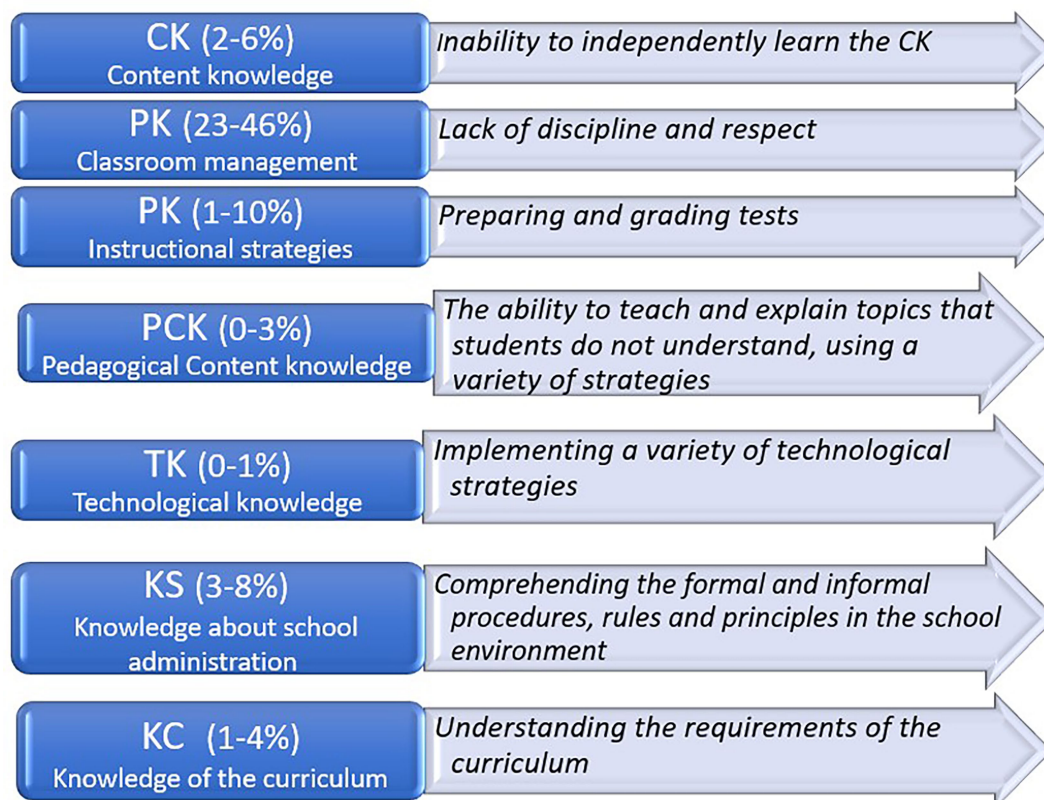 CK (2-6%)
Content knowledge
Inability to independently learn the CK
PK (23-46%)
Classroom management
Lack of discipline and respect
PK (1-10%)
Instructional strategies
Preparing and grading tests
PCK (0-3%)
Pedagogical Content knowledge
The ability to teach and explain topics that
students do not understand, using a
variety of strategies
TK (0-1%)
Technological knowledge
Implementing a variety of technological
strategies
KS (3-8%)
Knowledge about school
administration
Comprehending the formal and informal
procedures, rules and principles in the school
environment
KC (1-4%)
Knowledge of the curriculum
Understanding the requirements of the
curriculum